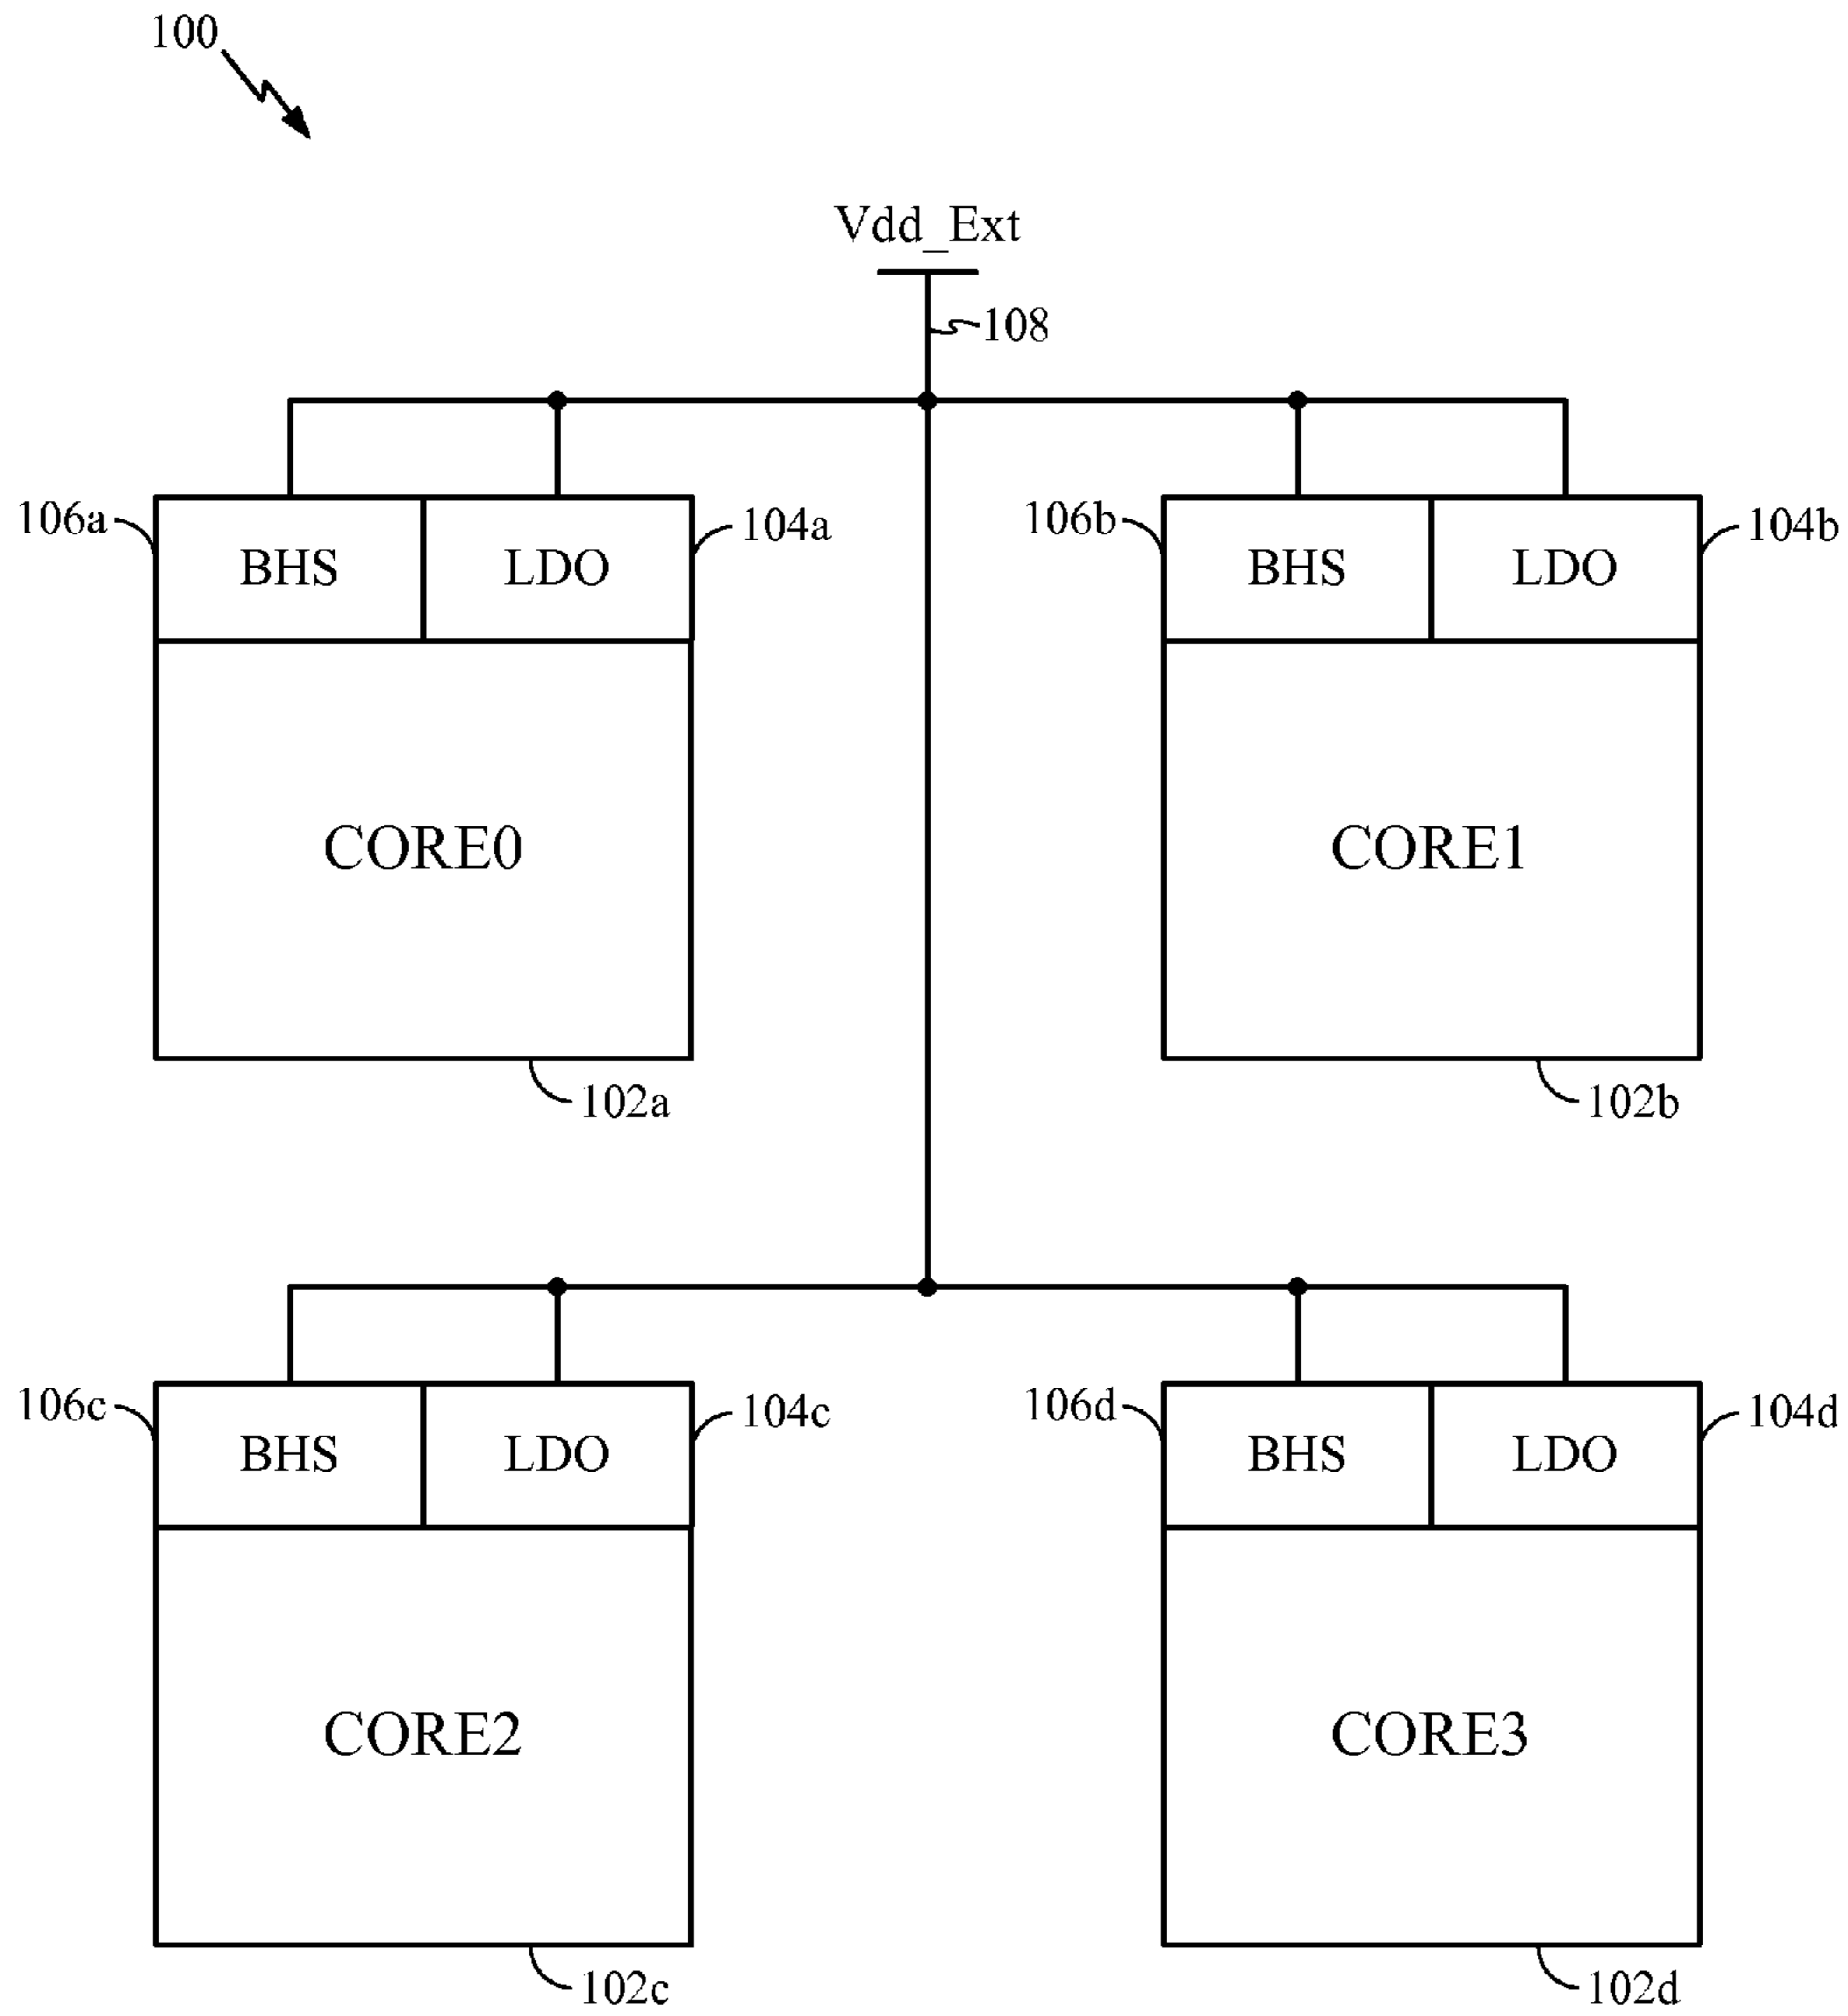 100
Vdd_Ext
108
106a BHS LDO 104a
106b BHS LDO 104b
CORE0
CORE1
102a
102b
106c BHS LDO 104c
106d BHS LDO 104d
CORE2
CORE3
102c
102d